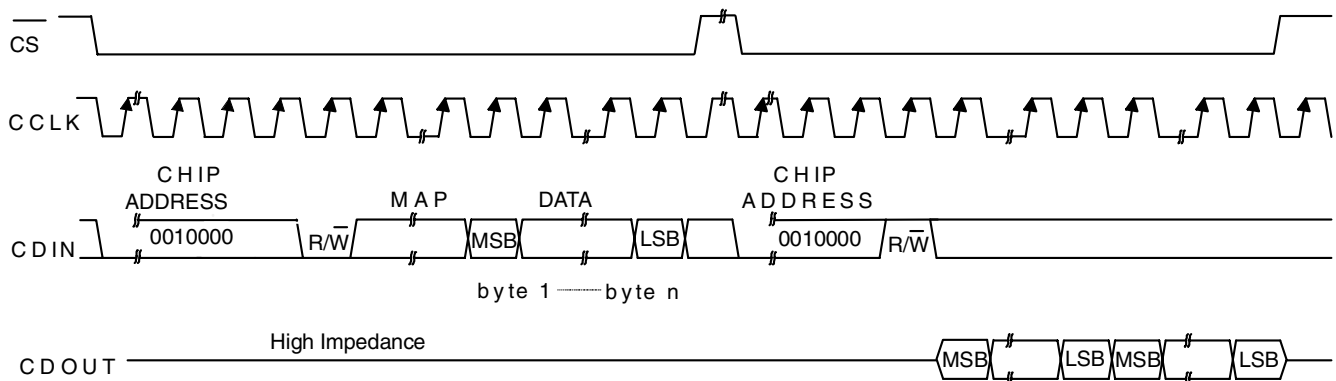 CS
CCLK
CHIP
ADDRESS
MAP
DATA
CHIP
ADDRESS
CDIN
0010000
R/W
MSB
LSB
0010000
R/W
byte 1
byte n
High Impedance
CDOUT
MSB
LSB
MSB
LSB